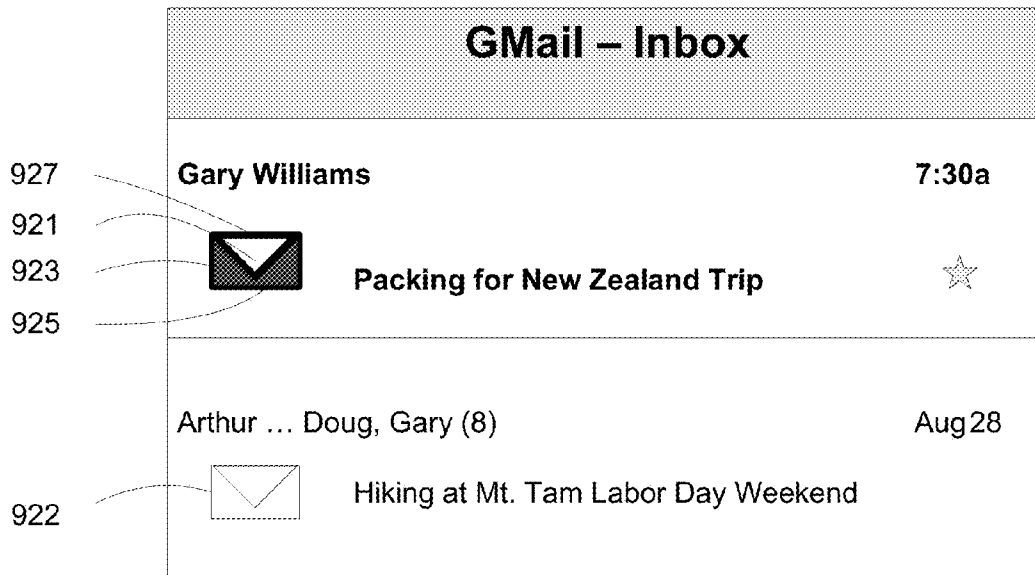 GMail – Inbox
927
Gary Williams 7:30a
921
923
Packing for New Zealand Trip
925
Arthur … Doug, Gary (8) Aug 28
Hiking at Mt. Tam Labor Day Weekend
922